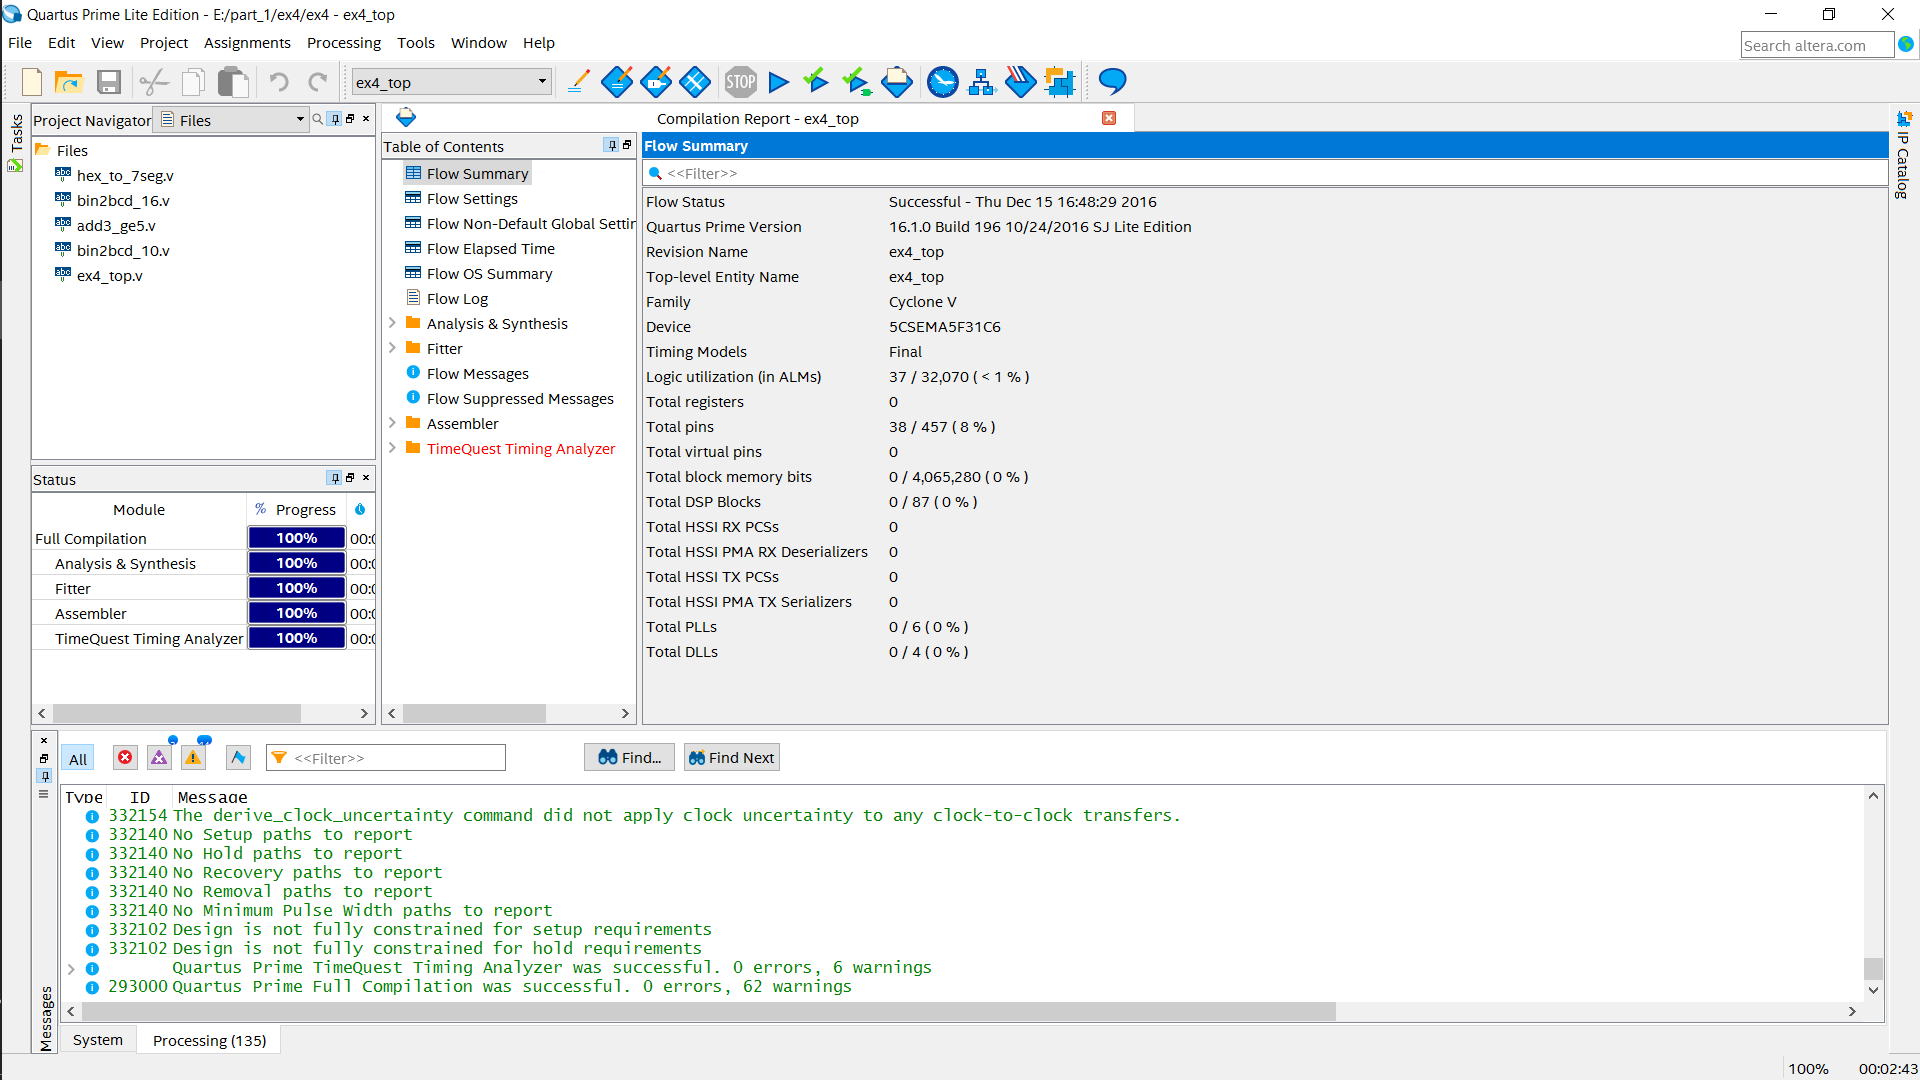 Quartus Prime Lite Edition - E:/part_1/ex4/ex4 - ex4_top
File Edit View Project Assignments Processing Tools Window Help
Search altera.com
ex4_top
STOP
Tasks
Project Navigator Files
Files
hex_to_7seg.v
bin2bcd_16.v
add3_ge5.v
bin2bcd_10.v
ex4_top.v
Status
Module % Progress
Full Compilation 100% 00:0
Analysis & Synthesis 100% 00:0
Fitter 100% 00:0
Assembler 100% 00:0
TimeQuest Timing Analyzer 100% 00:0
Compilation Report - ex4_top
Table of Contents
Flow Summary
Flow Settings
Flow Non-Default Global Settin
Flow Elapsed Time
Flow OS Summary
Flow Log
Analysis & Synthesis
Fitter
Flow Messages
Flow Suppressed Messages
Assembler
TimeQuest Timing Analyzer
Flow Summary
<<Filter>>
Flow Status Successful - Thu Dec 15 16:48:29 2016
Quartus Prime Version 16.1.0 Build 196 10/24/2016 SJ Lite Edition
Revision Name ex4_top
Top-level Entity Name ex4_top
Family Cyclone V
Device 5CSEMA5F31C6
Timing Models Final
Logic utilization (in ALMs) 37 / 32,070 ( < 1 % )
Total registers 0
Total pins 38 / 457 ( 8 % )
Total virtual pins 0
Total block memory bits 0 / 4,065,280 ( 0 % )
Total DSP Blocks 0 / 87 ( 0 % )
Total HSSI RX PCSs 0
Total HSSI PMA RX Deserializers 0
Total HSSI TX PCSs 0
Total HSSI PMA TX Serializers 0
Total PLLs 0 / 6 ( 0 % )
Total DLLs 0 / 4 ( 0 % )
IP Catalog
All <<Filter>> Find... Find Next
Type ID Message
332154 The derive_clock_uncertainty command did not apply clock uncertainty to any clock-to-clock transfers.
332140 No Setup paths to report
332140 No Hold paths to report
332140 No Recovery paths to report
332140 No Removal paths to report
332140 No Minimum Pulse Width paths to report
332102 Design is not fully constrained for setup requirements
332102 Design is not fully constrained for hold requirements
Quartus Prime TimeQuest Timing Analyzer was successful. 0 errors, 6 warnings
293000 Quartus Prime Full Compilation was successful. 0 errors, 62 warnings
Messages
System Processing (135)
100% 00:02:43